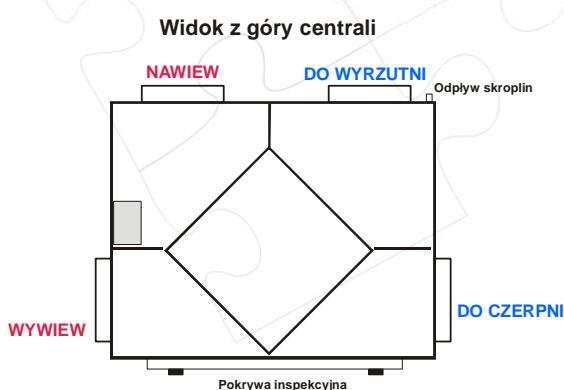 Widok z góry centrali
NAWIEW
DO WYRZUTNI
Odpływ skroplin
WYWIEW
DO CZERPNI
Pokrywa inspekcyjna